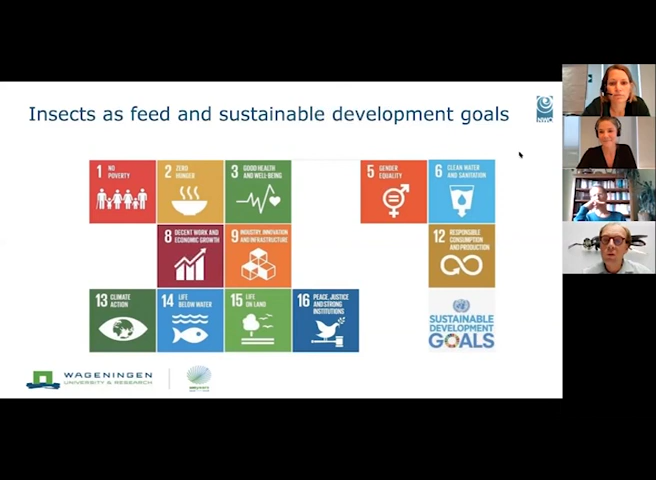 Insects as feed and sustainable development goals
NWO
1 NO POVERTY
2 ZERO HUNGER
3 GOOD HEALTH AND WELL-BEING
5 GENDER EQUALITY
6 CLEAN WATER AND SANITATION
8 DECENT WORK AND ECONOMIC GROWTH
9 INDUSTRY, INNOVATION AND INFRASTRUCTURE
12 RESPONSIBLE CONSUMPTION AND PRODUCTION
13 CLIMATE ACTION
14 LIFE BELOW WATER
15 LIFE ON LAND
16 PEACE, JUSTICE AND STRONG INSTITUTIONS
SUSTAINABLE
DEVELOPMENT
GOALS
WAGENINGEN
UNIVERSITY & RESEARCH